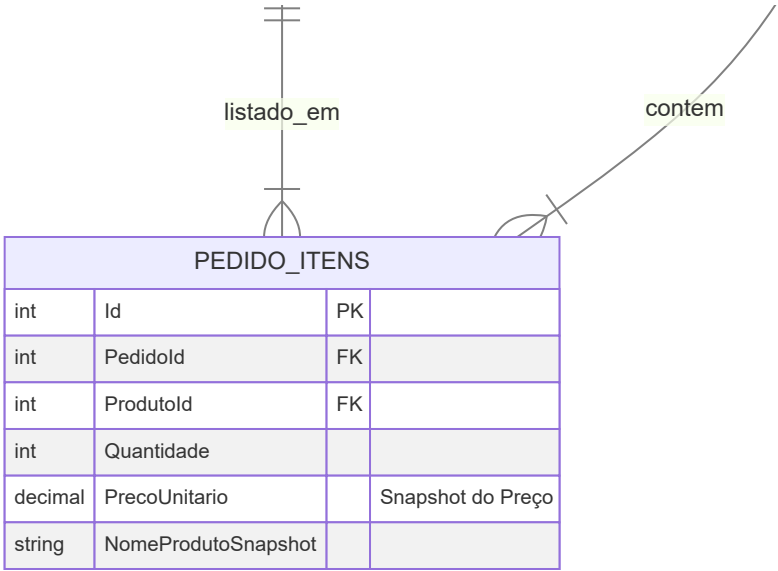 listado_em
contem
PEDIDO_ITENS
int Id PK
int PedidoId FK
int ProdutoId FK
int Quantidade
decimal PrecoUnitario Snapshot do Preço
string NomeProdutoSnapshot